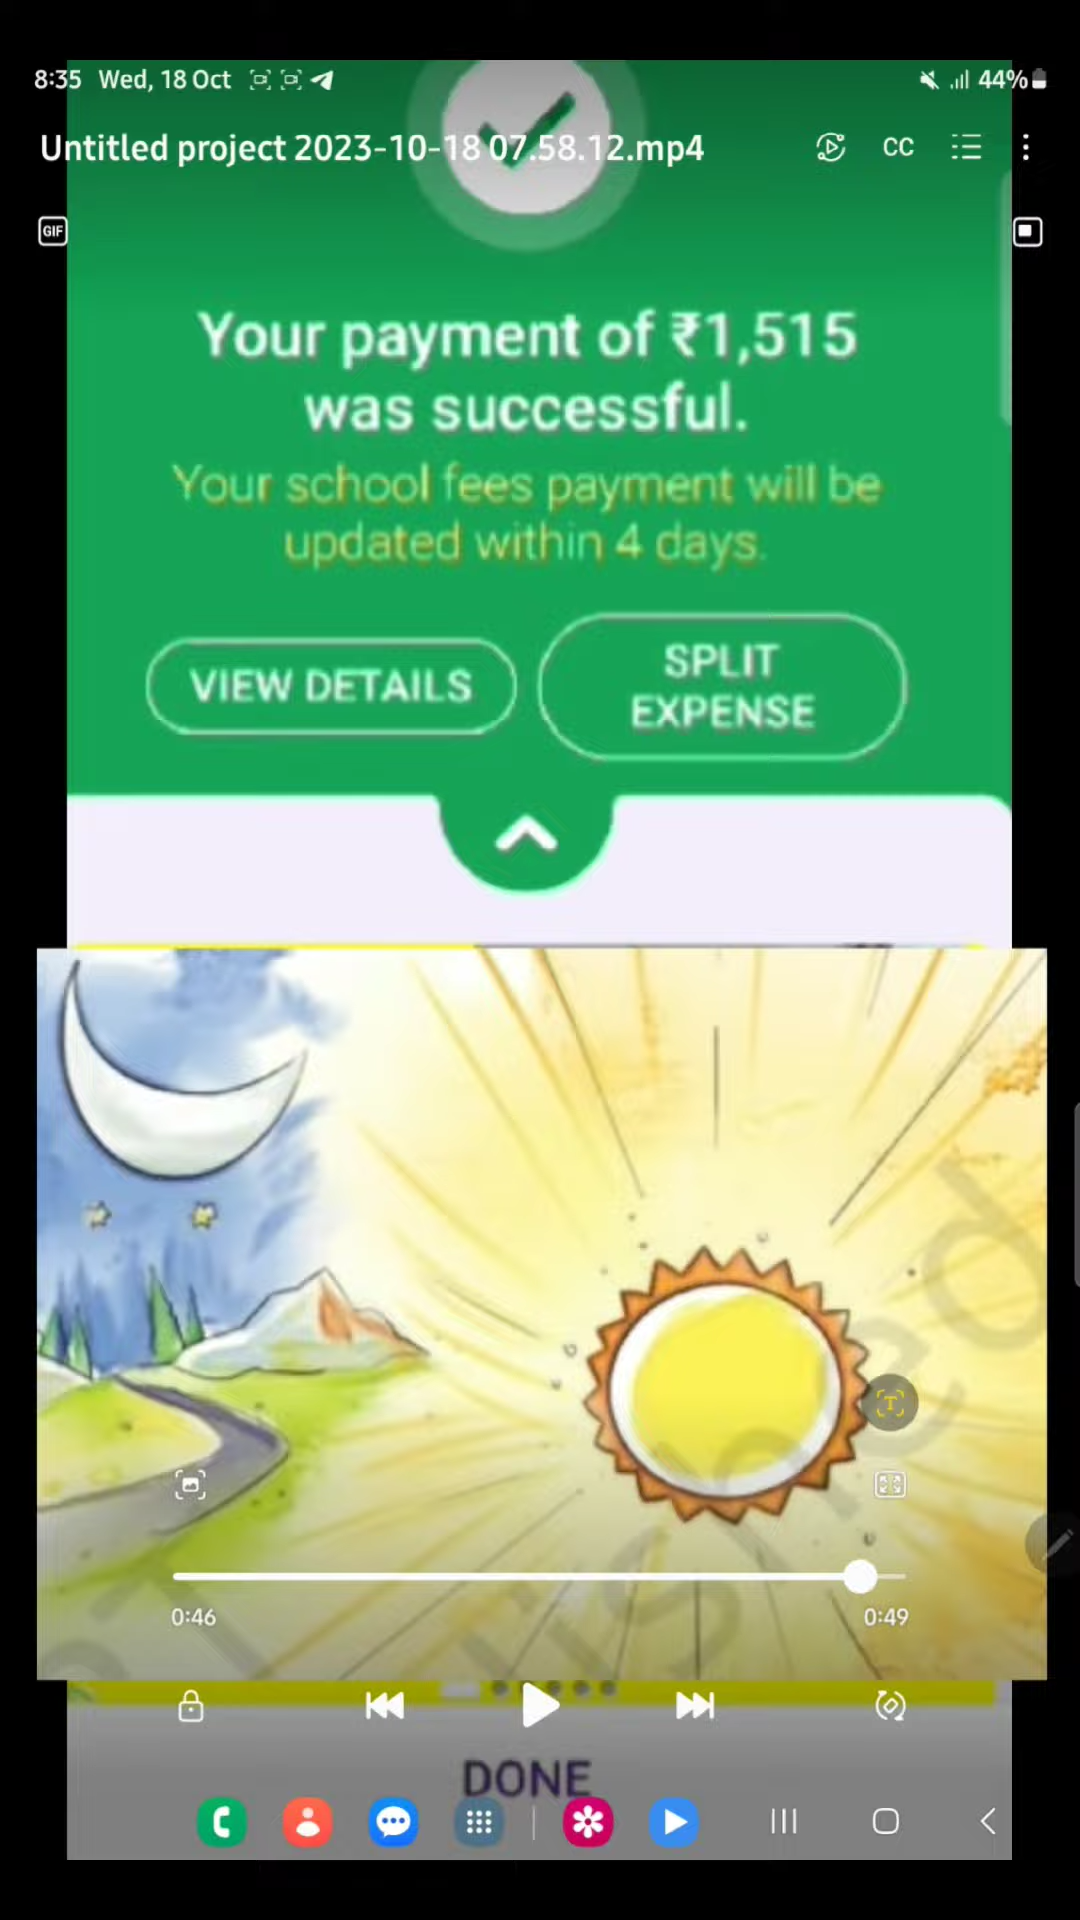 8:35 Wed, 18 Oct 44%
Untitled project 2023-10-18 07.58.12.mp4
CC
GIF
Your payment of ₹1,515
was successful.
Your school fees payment will be
updated within 4 days.
VIEW DETAILS
SPLIT
EXPENSE
T
0:46 0:49
DONE